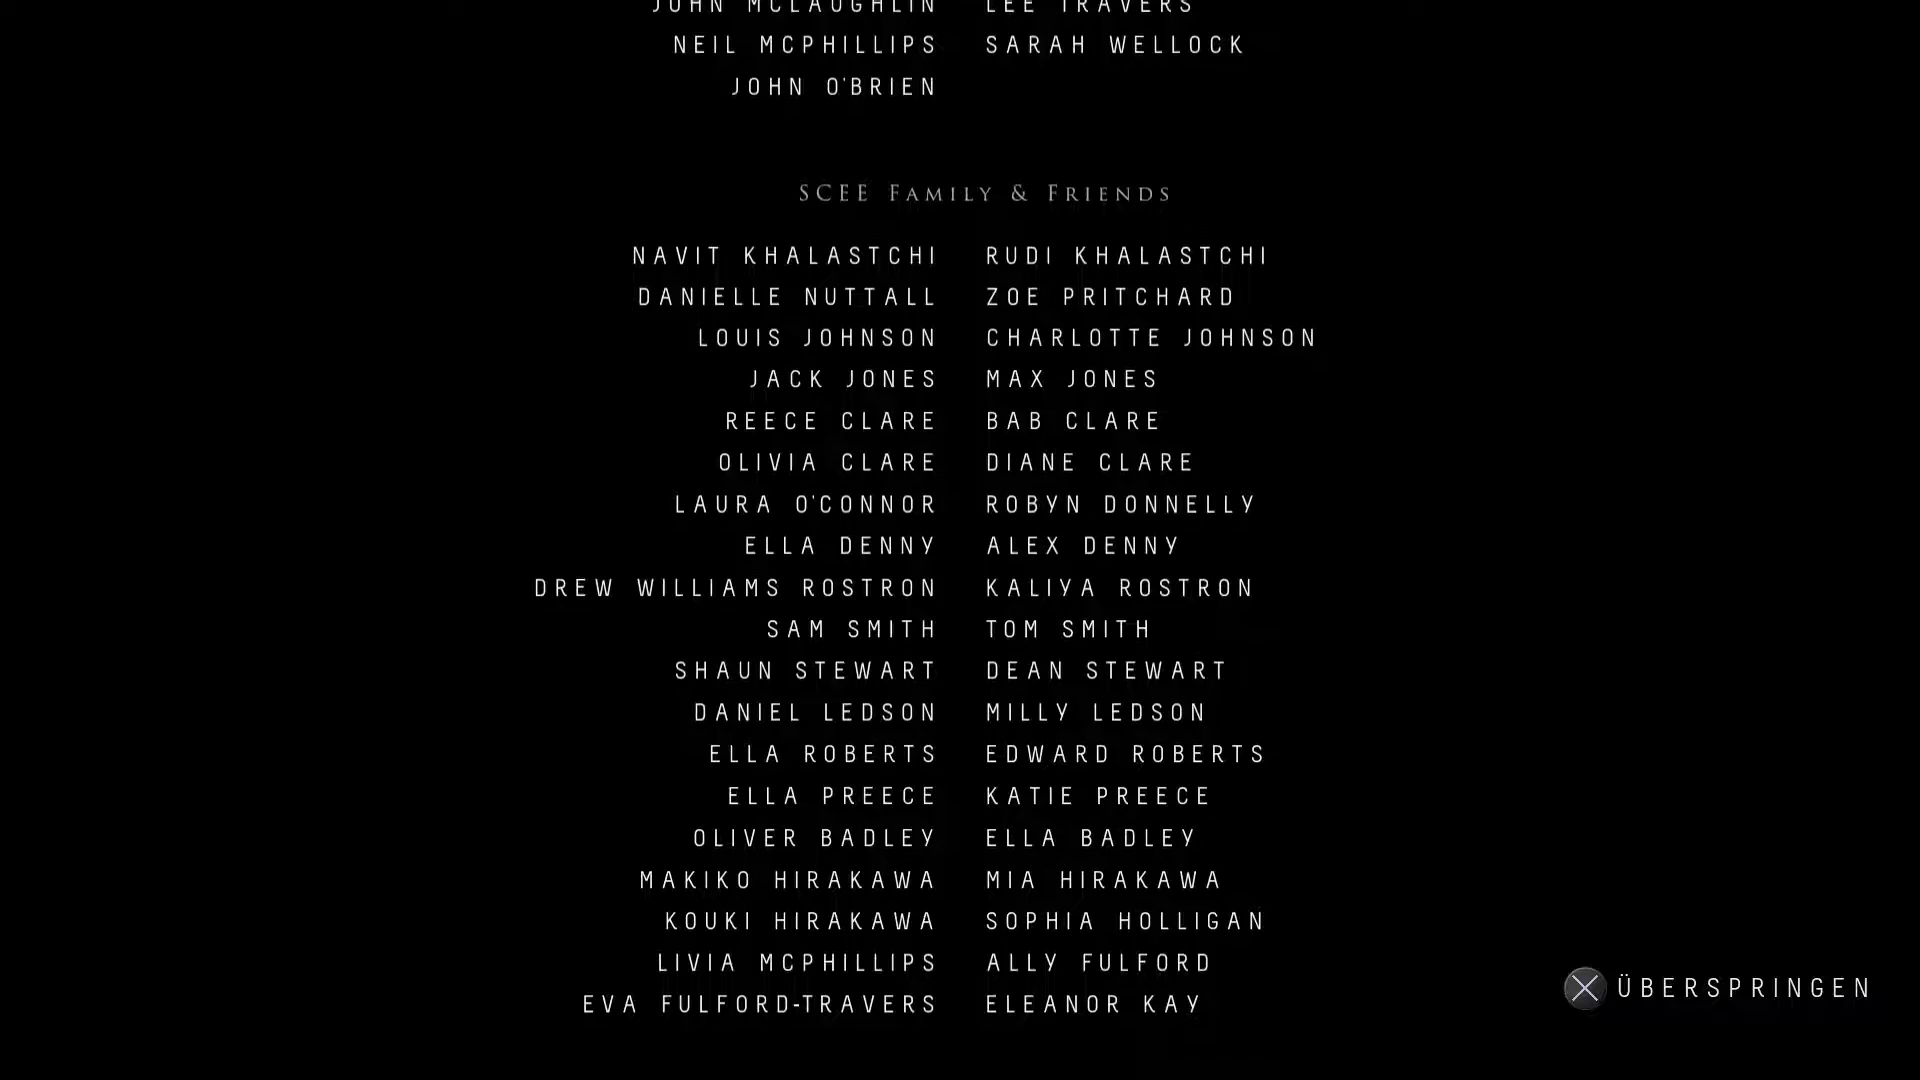 JOHN MCLAUGHLIN LEE TRAVERS
NEIL MCPHILLIPS SARAH WELLOCK
JOHN O'BRIEN
SCEE FAMILY & FRIENDS
NAVIT KHALASTCHI RUDI KHALASTCHI
DANIELLE NUTTALL ZOE PRITCHARD
LOUIS JOHNSON CHARLOTTE JOHNSON
JACK JONES MAX JONES
REECE CLARE BAB CLARE
OLIVIA CLARE DIANE CLARE
LAURA O'CONNOR ROBYN DONNELLY
ELLA DENNY ALEX DENNY
DREW WILLIAMS ROSTRON KALIYA ROSTRON
SAM SMITH TOM SMITH
SHAUN STEWART DEAN STEWART
DANIEL LEDSON MILLY LEDSON
ELLA ROBERTS EDWARD ROBERTS
ELLA PREECE KATIE PREECE
OLIVER BADLEY ELLA BADLEY
MAKIKO HIRAKAWA MIA HIRAKAWA
KOUKI HIRAKAWA SOPHIA HOLLIGAN
LIVIA MCPHILLIPS ALLY FULFORD
EVA FULFORD-TRAVERS ELEANOR KAY
ÜBERSPRINGEN